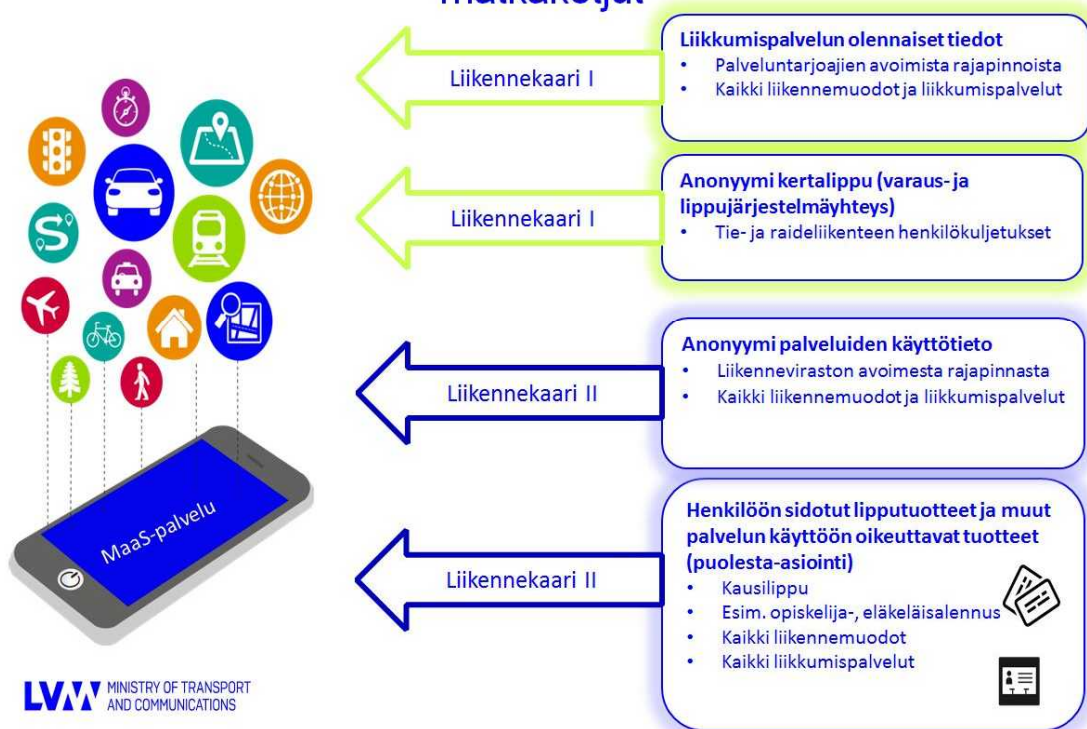 matkaketjut
Liikennekaari I
Liikkumispalvelun olennaiset tiedot
• Palveluntarjoajien avoimista rajapinnoista
• Kaikki liikennemuodot ja liikkumispalvelut
Liikennekaari I
Anonyymi kertalippu (varaus- ja
lippujärjestelmäyhteys)
• Tie- ja raideliikenteen henkilökuljetukset
Liikennekaari II
Anonyymi palveluiden käyttötieto
• Liikenneviraston avoimesta rajapinnasta
• Kaikki liikennemuodot ja liikkumispalvelut
Liikennekaari II
Henkilöön sidotut lipputuotteet ja muut
palvelun käyttöön oikeuttavat tuotteet
(puolesta-asiointi)
• Kausilippu
• Esim. opiskelija-, eläkeläisalennus
• Kaikki liikennemuodot
• Kaikki liikkumispalvelut
MaaS-palvelu
LVM MINISTRY OF TRANSPORT
AND COMMUNICATIONS